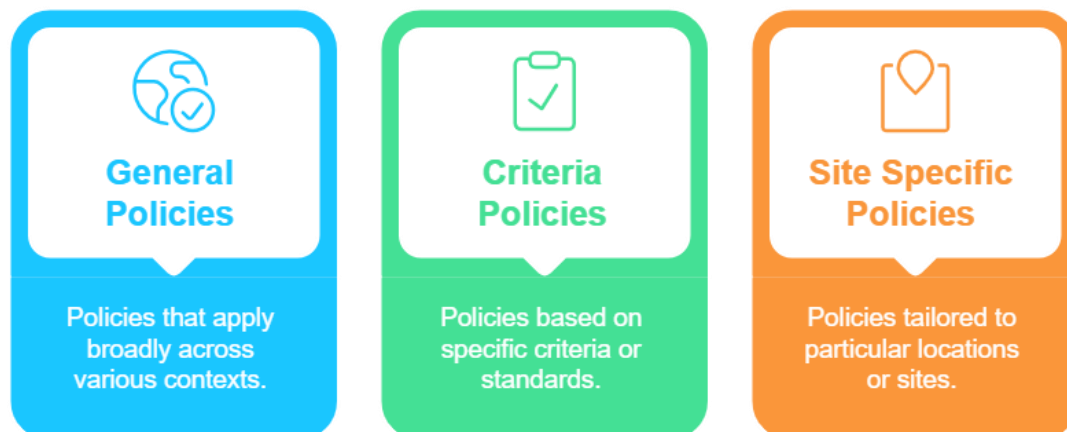 General
Policies
Policies that apply
broadly across
various contexts.
Criteria
Policies
Policies based on
specific criteria or
standards.
Site Specific
Policies
Policies tailored to
particular locations
or sites.